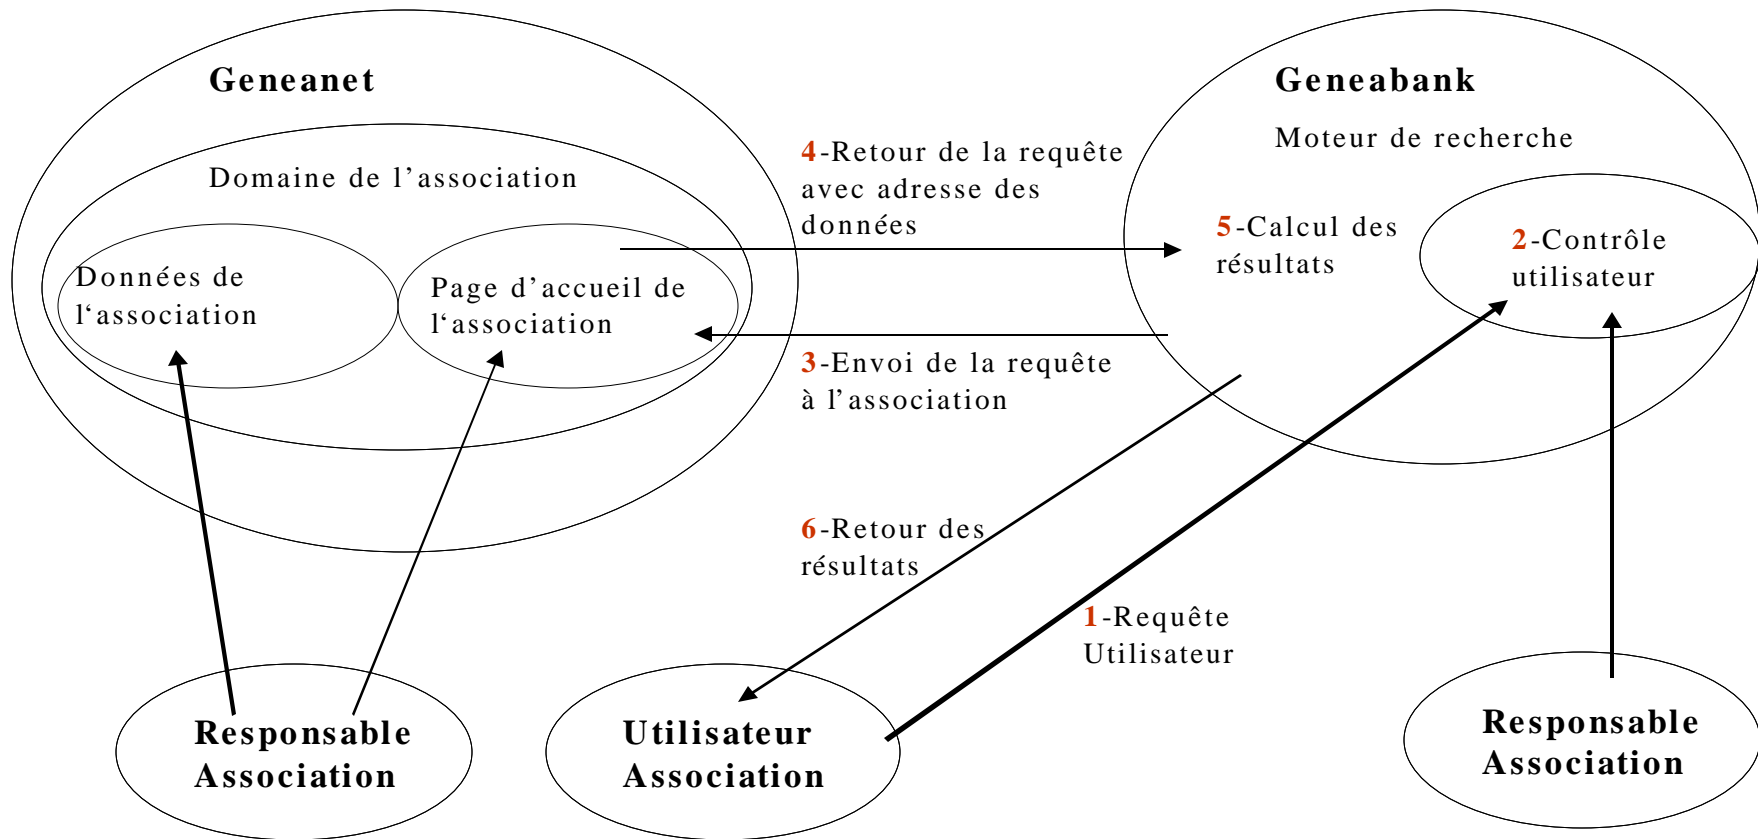 Geneanet
Domaine de l’association
Données de
l‘association
Page d’accueil de
l‘association
4-Retour de la requête
avec adresse des
données
3-Envoi de la requête
à l’association
Geneabank
Moteur de recherche
5-Calcul des
résultats
2-Contrôle
utilisateur
6-Retour des
résultats
1-Requête
Utilisateur
Responsable
Association
Utilisateur
Association
Responsable
Association